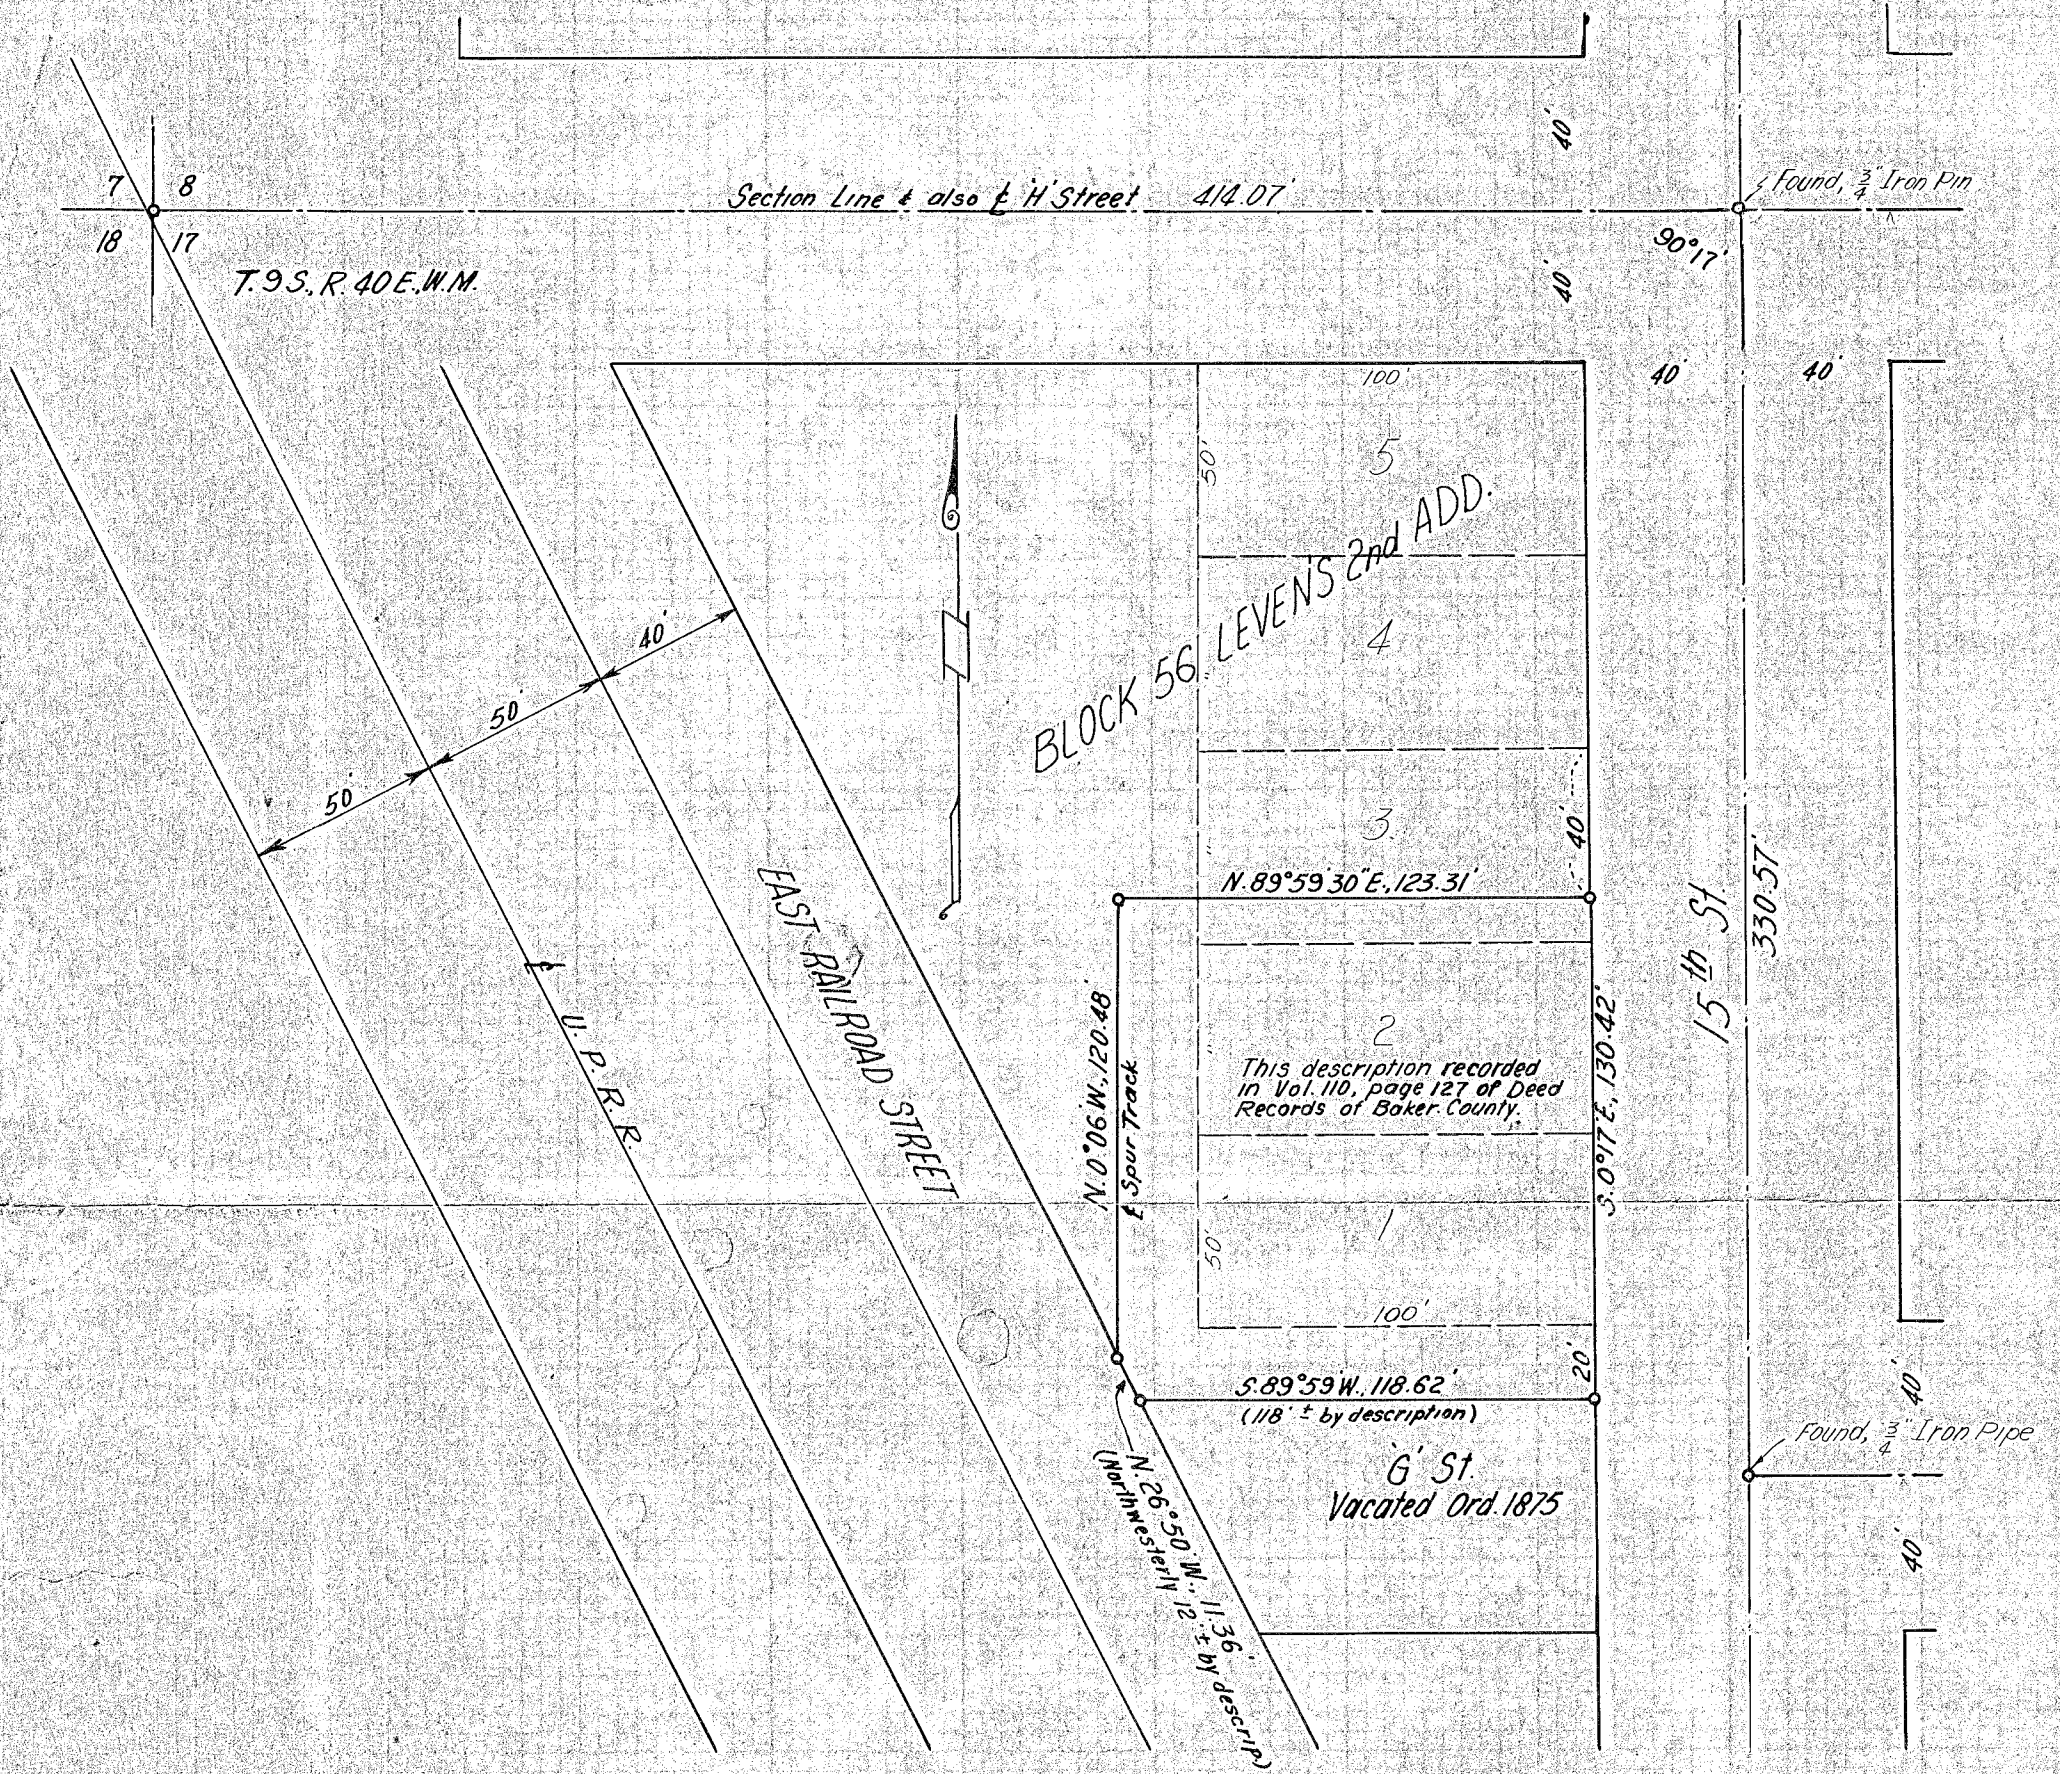 40'
7
8
Section Line & also ℄ 'H' Street 414.07'
Found, 3/4" Iron Pin
18
17
90°17'
T. 9 S., R. 40 E., W.M.
40'
40'
40'
100'
50'
5
BLOCK 56 LEVENS 2nd ADD.
4
40'
50'
50'
3
40'
N. 89°59'30" E., 123.31'
EAST RAILROAD STREET
15th St.
330.57'
℄
U. P. R. R.
N. 0°06' W., 120.48'
℄ Spur Track
2
This description recorded
in Vol. 110, page 127 of Deed
Records of Baker County.
S. 0°17' E., 130.42'
1
50'
100'
20'
S. 89°59' W., 118.62'
(118' ± by description)
40'
Found, 3/4" Iron Pipe
N. 26°50' W., 11.36'
(Northwesterly 12' ± by descrip.)
'G' St.
Vacated Ord. 1875
40'